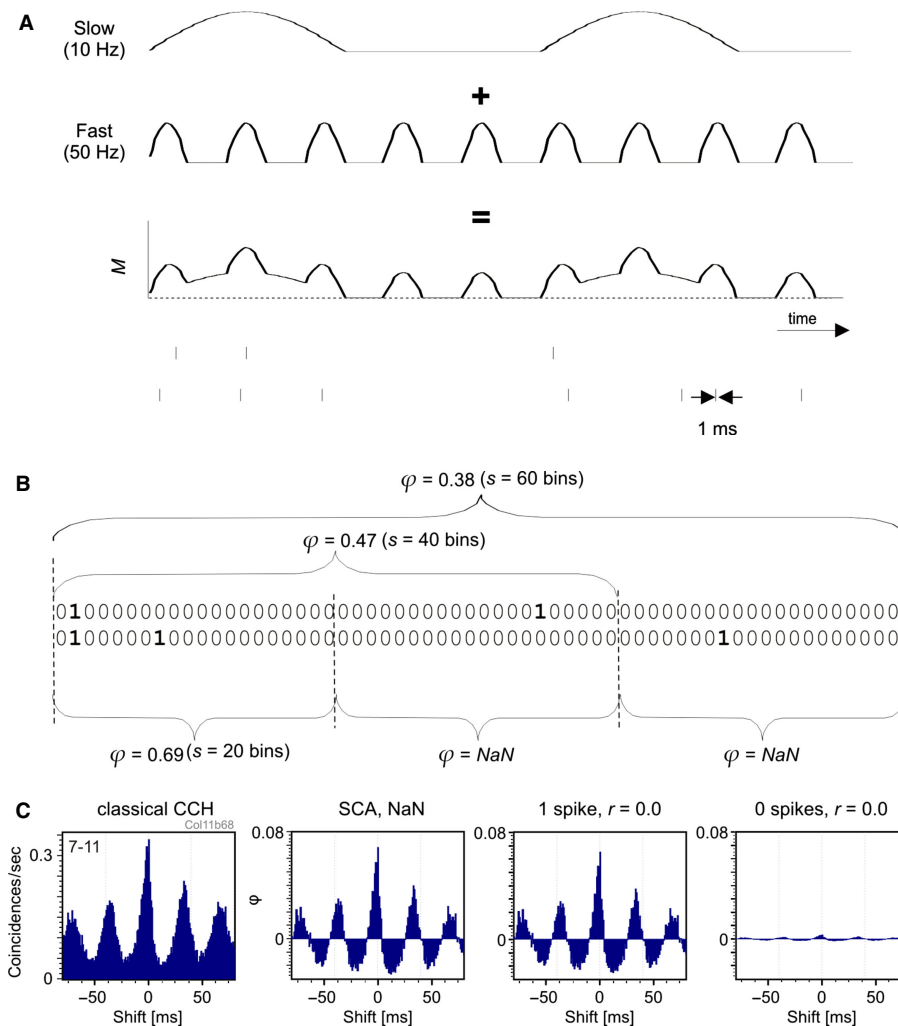 A
Slow
(10 Hz)
+
Fast
(50 Hz)
=
M
time
1 ms
B
φ = 0.38 (s = 60 bins)
φ = 0.47 (s = 40 bins)
010000000000000000000000000000000010000000000000000000000000
010000010000000000000000000000000000000000000001000000000000
φ = 0.69 (s = 20 bins)
φ = NaN
φ = NaN
C
classical CCH
Col11b68
7-11
0.3
0
Coincidences/sec
−50 0 50
Shift [ms]
SCA, NaN
0.08
φ
0
−50 0 50
Shift [ms]
1 spike, r = 0.0
0.08
0
−50 0 50
Shift [ms]
0 spikes, r = 0.0
0.08
0
−50 0 50
Shift [ms]